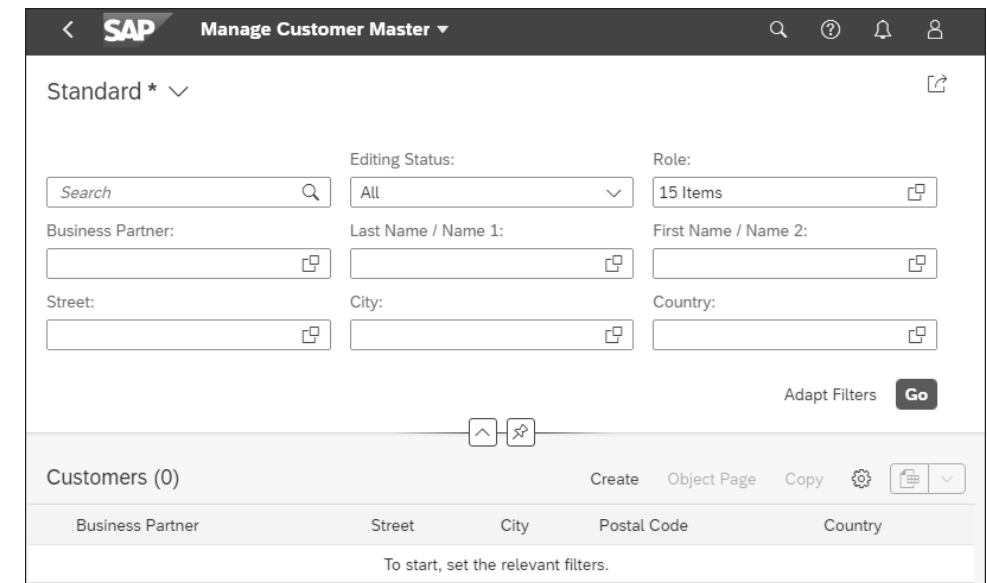 SAP Manage Customer Master
Standard *
Editing Status: Role:
Search All 15 Items
Business Partner: Last Name / Name 1: First Name / Name 2:
Street: City: Country:
Adapt Filters Go
Customers (0) Create Object Page Copy
Business Partner Street City Postal Code Country
To start, set the relevant filters.